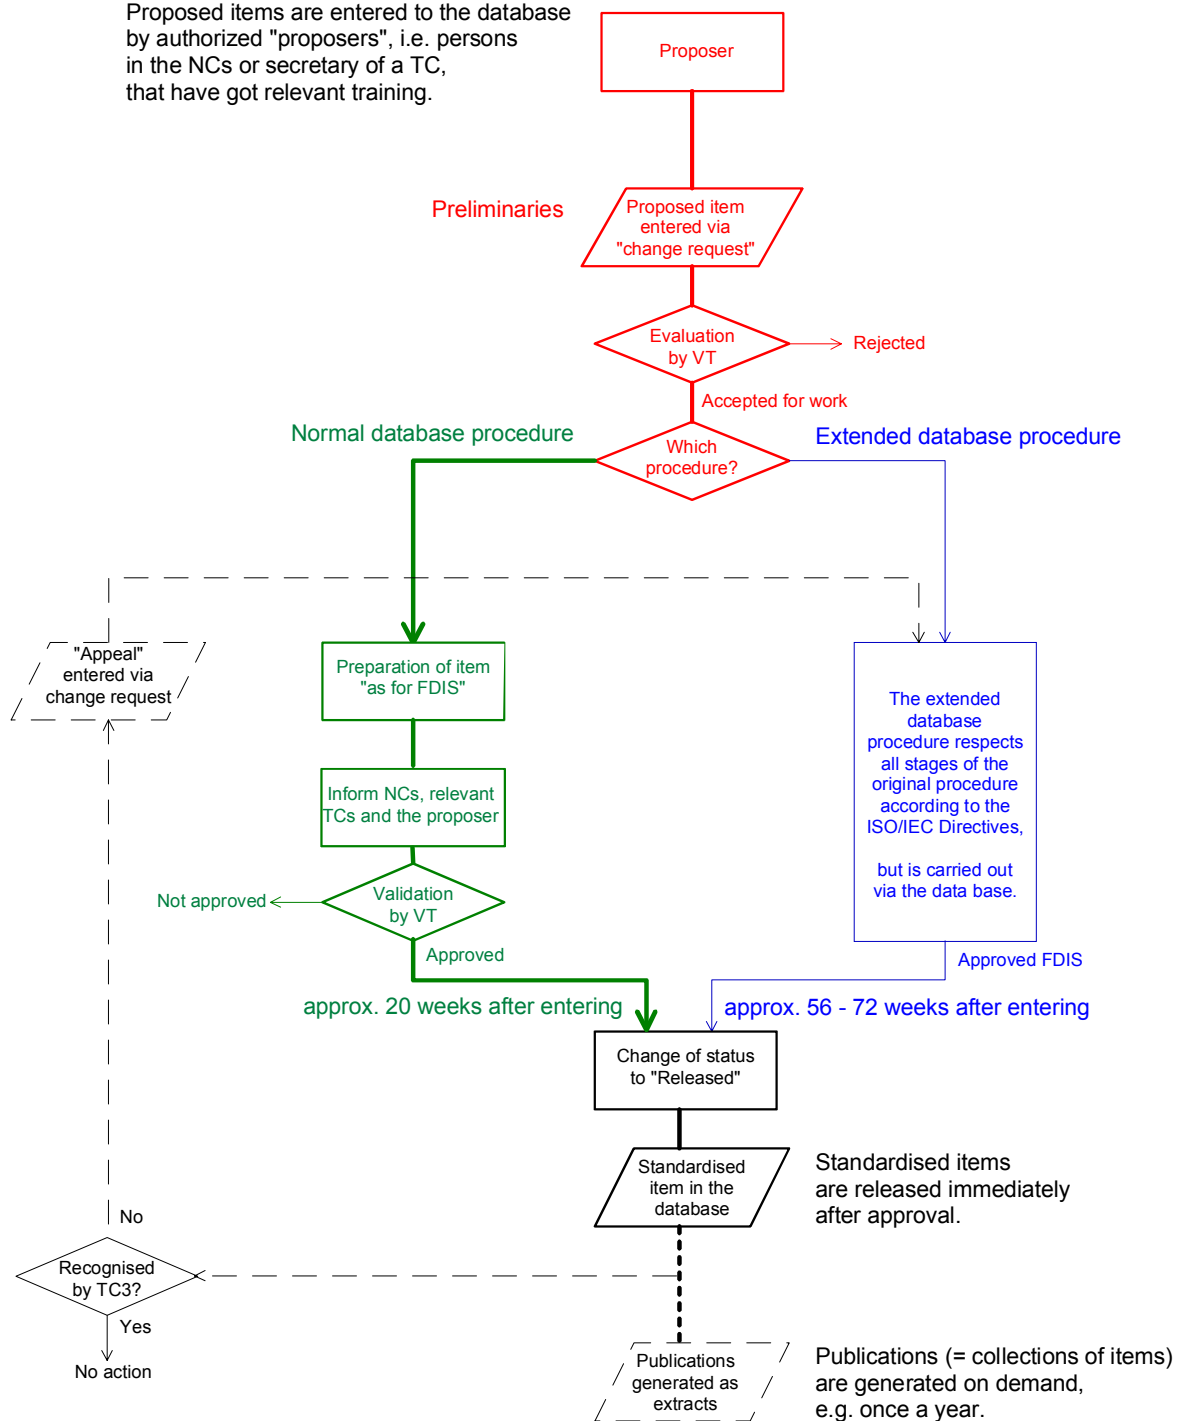 Proposed items are entered to the database
by authorized "proposers", i.e. persons
in the NCs or secretary of a TC,
that have got relevant training.
Proposer
Preliminaries
Proposed item
entered via
"change request"
Evaluation
by VT
Rejected
Accepted for work
Normal database procedure
Which
procedure?
Extended database procedure
"Appeal"
entered via
change request
Preparation of item
"as for FDIS"
The extended
database
procedure respects
all stages of the
original procedure
according to the
ISO/IEC Directives,
but is carried out
via the data base.
Inform NCs, relevant
TCs and the proposer
Not approved
Validation
by VT
Approved
Approved FDIS
approx. 20 weeks after entering
approx. 56 - 72 weeks after entering
Change of status
to "Released"
Standardised
item in the
database
Standardised items
are released immediately
after approval.
No
Recognised
by TC3?
Yes
No action
Publications
generated as
extracts
Publications (= collections of items)
are generated on demand,
e.g. once a year.